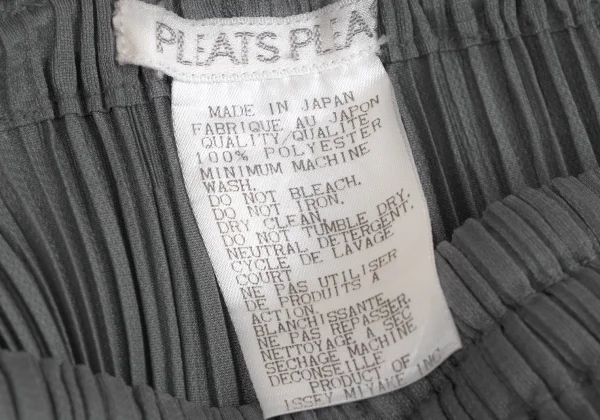 PLEATS PLEA
MADE IN JAPAN
FABRIQUE AU JAPON
QUALITY/QUALITE
100% POLYESTER
MINIMUM MACHINE
WASH.
DO NOT BLEACH.
DO NOT IRON.
DRY CLEAN.
DO NOT TUMBLE DRY.
NEUTRAL DETERGENT.
CYCLE DE LAVAGE
COURT
NE PAS UTILISER
DE PRODUITS A
ACTION
BLANCHISSANTE.
NE PAS REPASSER.
NETTOYAGE A SEC
SECHAGE MACHINE
DECONSEILLE
PRODUCT OF
ISSEY MIYAKE INC